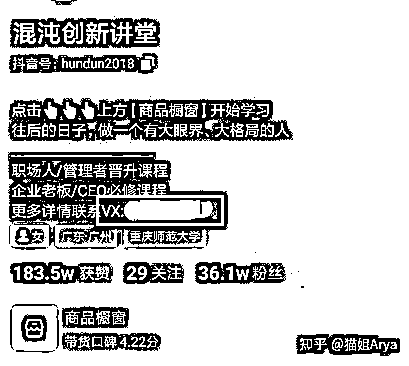 混沌创新讲堂
抖音号: hundun2018
点击👆👆👆上方【商品橱窗】开始学习
往后的日子，做一个有大眼界、大格局的人
职场人/管理者晋升课程
企业老板/CEO必修课程
更多详情联系VX:
女 广东·广州 重庆师范大学
183.5w 获赞 29 关注 36.1w 粉丝
商品橱窗
带货口碑 4.22分
知乎 @猫姐Arya